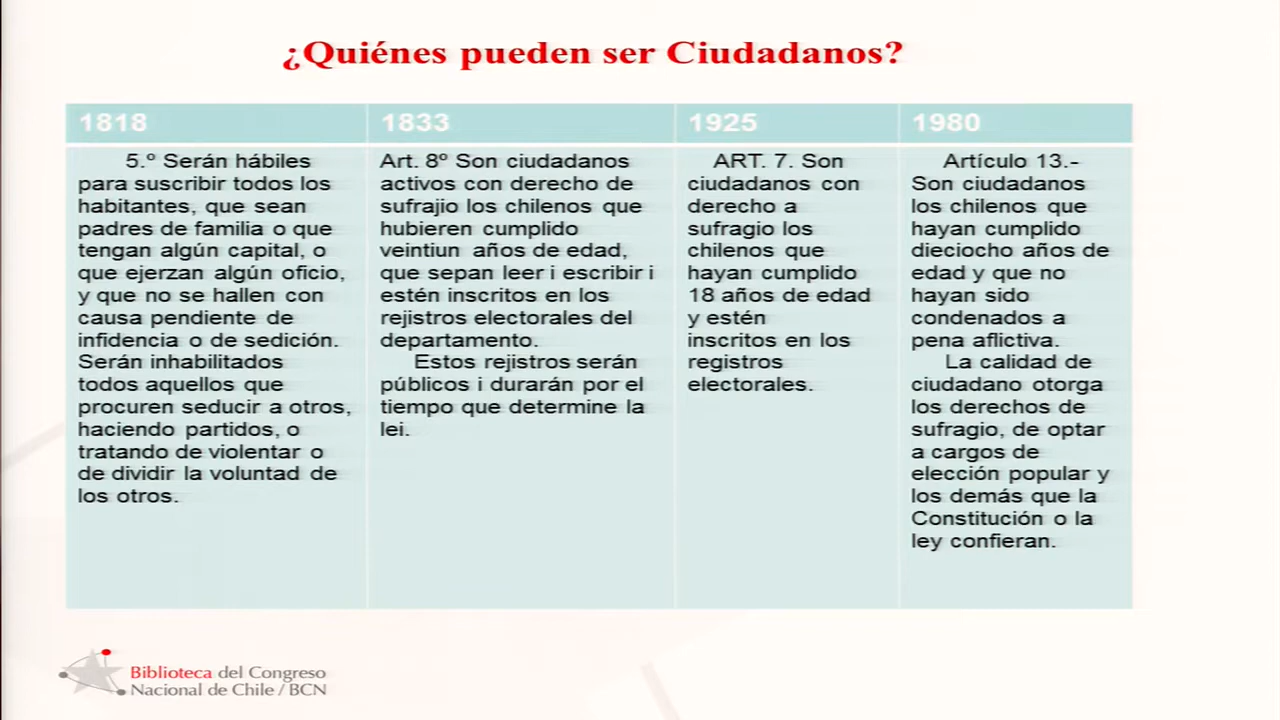 ¿Quiénes pueden ser Ciudadanos?
1818
5.º Serán hábiles
para suscribir todos los
habitantes, que sean
padres de familia o que
tengan algún capital, o
que ejerzan algún oficio,
y que no se hallen con
causa pendiente de
infidencia o de sedición.
Serán inhabilitados
todos aquellos que
procuren seducir a otros,
haciendo partidos, o
tratando de violentar o
de dividir la voluntad de
los otros.
1833
Art. 8º Son ciudadanos
activos con derecho de
sufrajio los chilenos que
hubieren cumplido
veintiun años de edad,
que sepan leer i escribir i
estén inscritos en los
rejistros electorales del
departamento.
Estos rejistros serán
públicos i durarán por el
tiempo que determine la
lei.
1925
ART. 7. Son
ciudadanos con
derecho a
sufragio los
chilenos que
hayan cumplido
18 años de edad
y estén
inscritos en los
registros
electorales.
1980
Artículo 13.-
Son ciudadanos
los chilenos que
hayan cumplido
dieciocho años de
edad y que no
hayan sido
condenados a
pena aflictiva.
La calidad de
ciudadano otorga
los derechos de
sufragio, de optar
a cargos de
elección popular y
los demás que la
Constitución o la
ley confieran.
Biblioteca del Congreso
Nacional de Chile / BCN